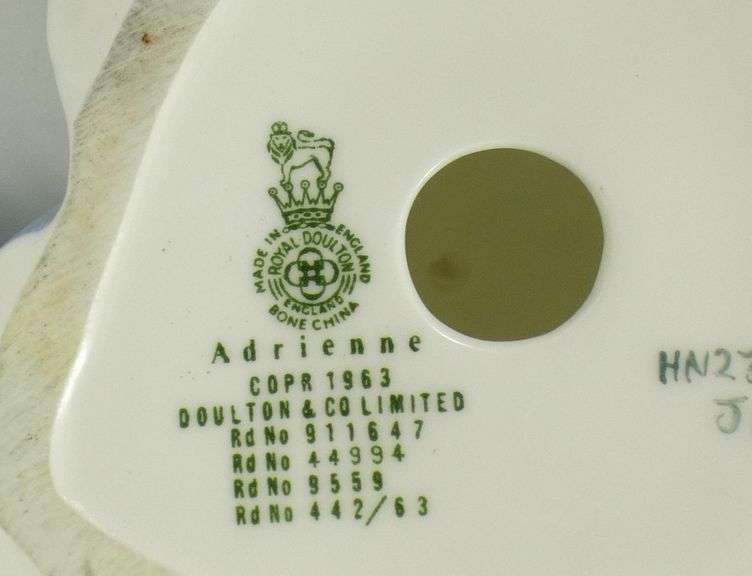 MADE IN ENGLAND
ROYAL DOULTON
ENGLAND
BONE CHINA
Adrienne
COPR 1963
DOULTON & CO LIMITED
Rd No 911647
Rd No 44994
Rd No 9559
Rd No 442/63
HN2
J